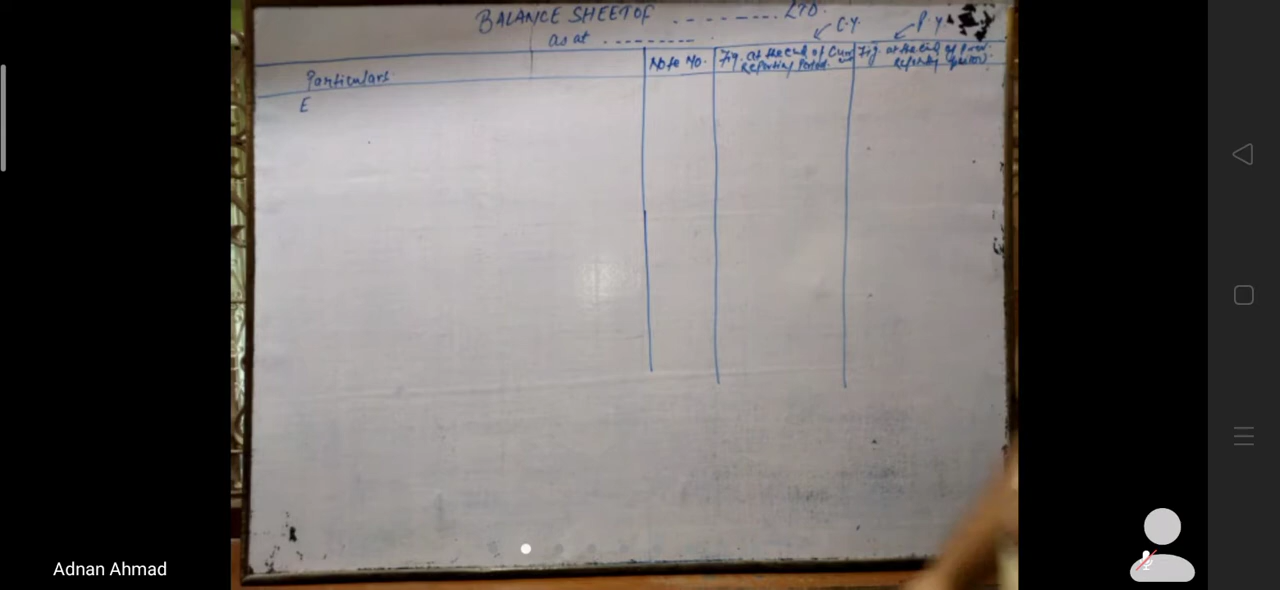 BALANCE SHEET OF ............ LTD.
as at .........
C.Y.
P.Y
Particulars
Note No.
Fig. at the end of Curr
Reporting Period.
Fig. at the end of Prev.
Reporting
E
Adnan Ahmad